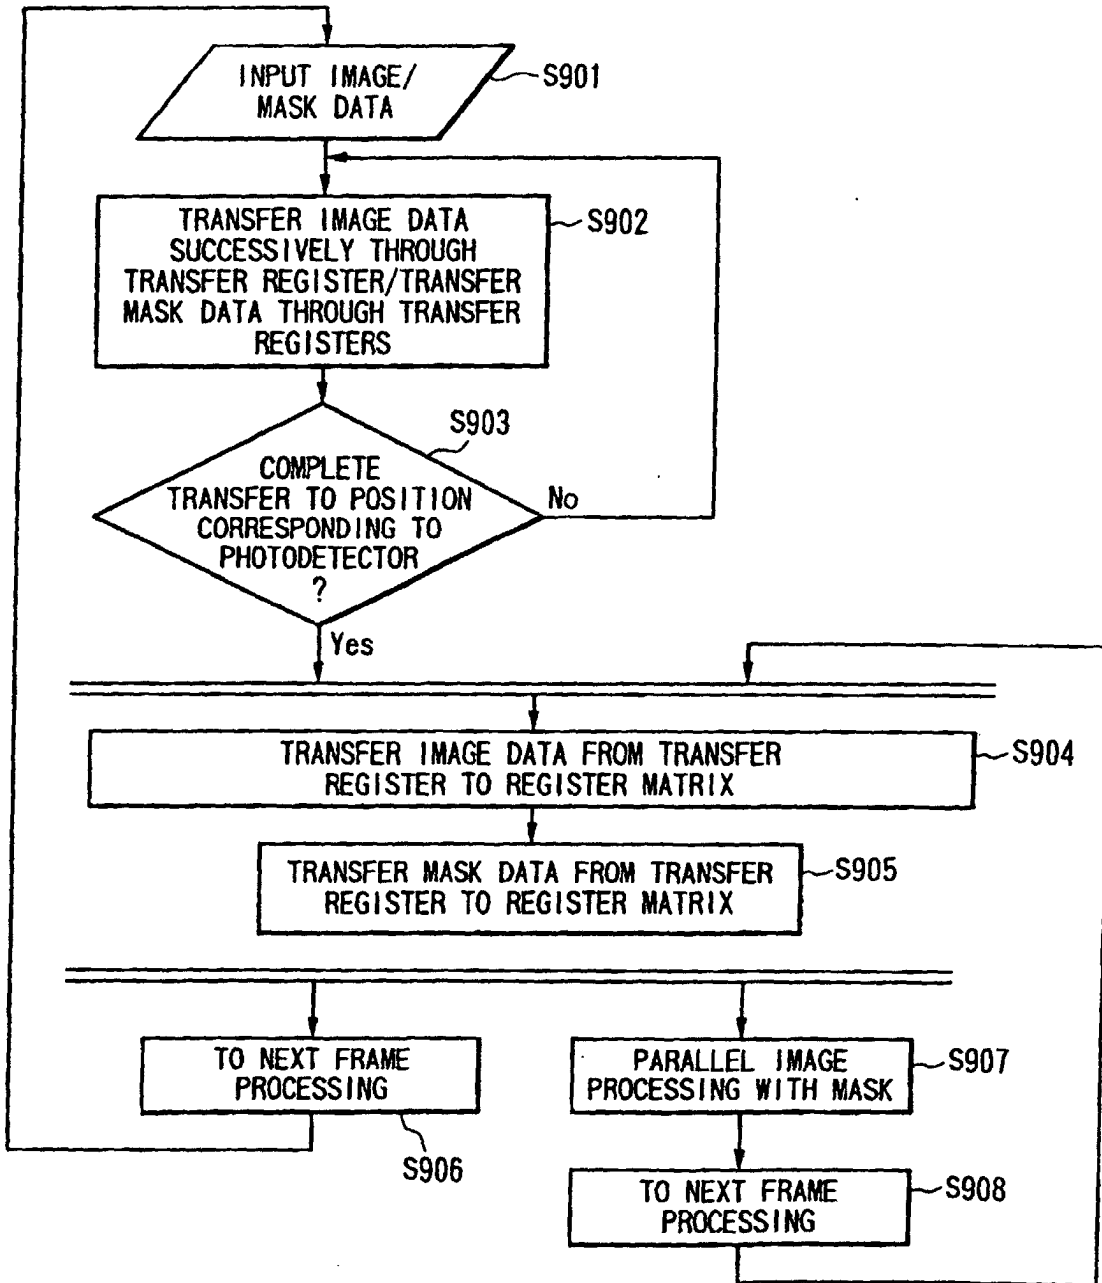 INPUT IMAGE/
MASK DATA
S901
TRANSFER IMAGE DATA
SUCCESSIVELY THROUGH
TRANSFER REGISTER/TRANSFER
MASK DATA THROUGH TRANSFER
REGISTERS
S902
S903
COMPLETE
TRANSFER TO POSITION
CORRESPONDING TO
PHOTODETECTOR
?
No
Yes
TRANSFER IMAGE DATA FROM TRANSFER
REGISTER TO REGISTER MATRIX
S904
TRANSFER MASK DATA FROM TRANSFER
REGISTER TO REGISTER MATRIX
S905
TO NEXT FRAME
PROCESSING
S906
PARALLEL IMAGE
PROCESSING WITH MASK
S907
TO NEXT FRAME
PROCESSING
S908